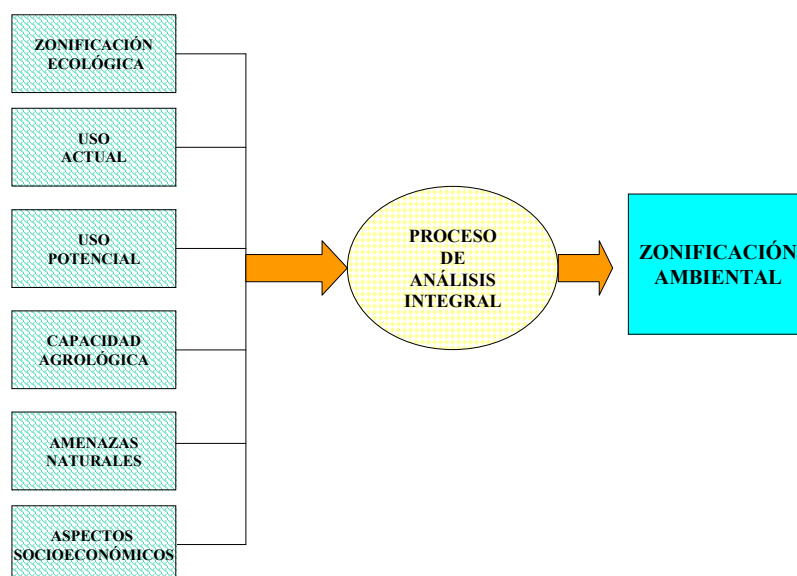 ZONIFICACIÓN
ECOLÓGICA
USO
ACTUAL
USO
POTENCIAL
CAPACIDAD
AGROLÓGICA
AMENAZAS
NATURALES
ASPECTOS
SOCIOECONÓMICOS
PROCESO
DE
ANÁLISIS
INTEGRAL
ZONIFICACIÓN
AMBIENTAL